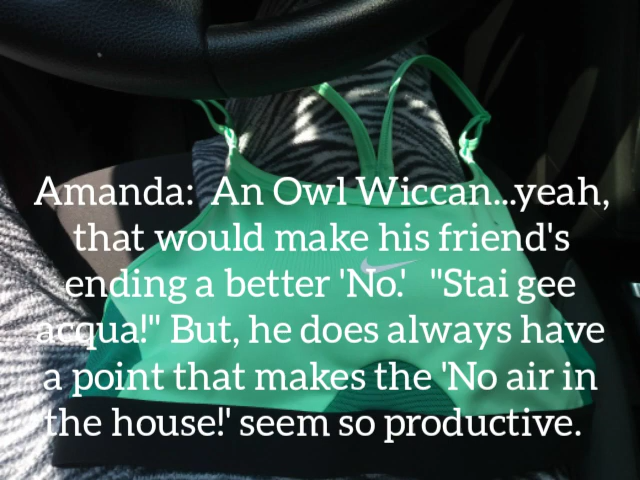 Amanda:  An Owl Wiccan...yeah,
that would make his friend's
ending a better 'No.'  "Stai gee
acqua!" But, he does always have
a point that makes the 'No air in
the house!' seem so productive.